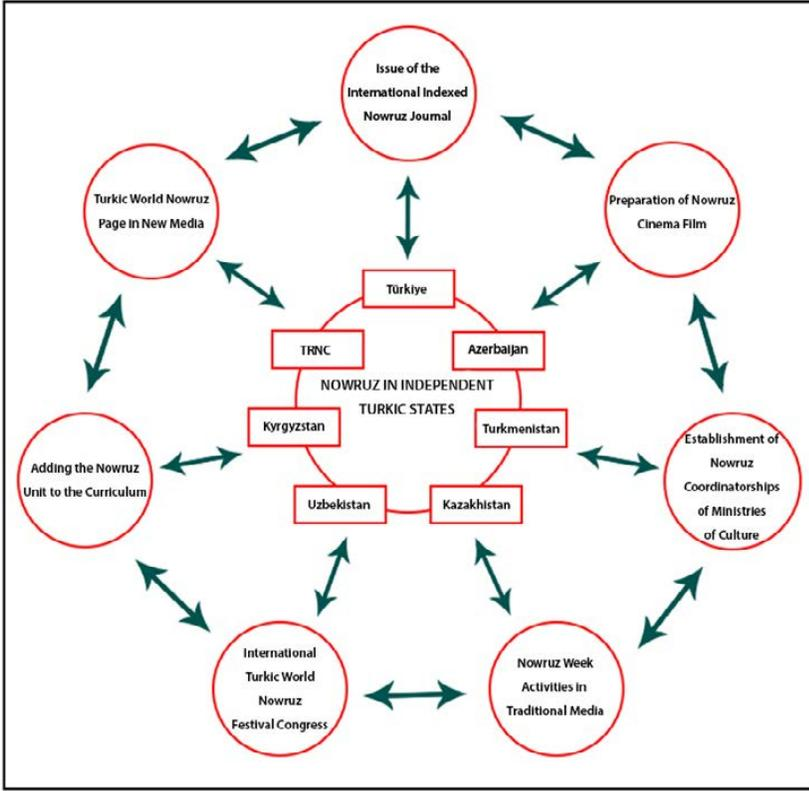 Issue of the
International Indexed
Nowruz Journal
Turkic World Nowruz
Page in New Media
Preparation of Nowruz
Cinema Film
Türkiye
TRNC
Azerbaijan
NOWRUZ IN INDEPENDENT
TURKIC STATES
Kyrgyzstan
Turkmenistan
Uzbekistan
Kazakhistan
Adding the Nowruz
Unit to the Curriculum
Establishment of
Nowruz
Coordinatorships
of Ministries
of Culture
International
Turkic World
Nowruz
Festival Congress
Nowruz Week
Activities in
Traditional Media